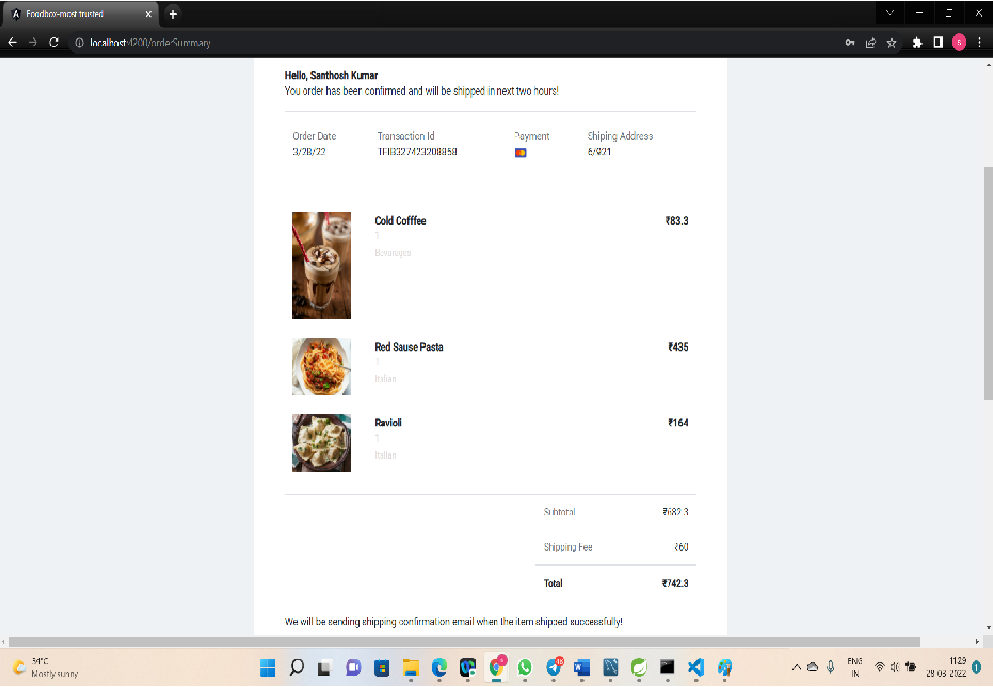 Foodbox-most trusted
localhost:4200/orderSummary
Hello, Santhosh Kumar
You order has been confirmed and will be shipped in next two hours!
Order Date Transaction Id Payment Shiping Address
3/28/22 TFIB327423208858 6/921
Cold Cofffee ₹83.3
1
Beverages
Red Sause Pasta ₹435
1
Italian
Ravioli ₹164
1
Italian
Subtotal ₹682.3
Shipping Fee ₹60
Total ₹742.3
We will be sending shipping confirmation email when the item shipped successfully!
34°C
Mostly sunny
ENG
IN
11:29
28-03-2022